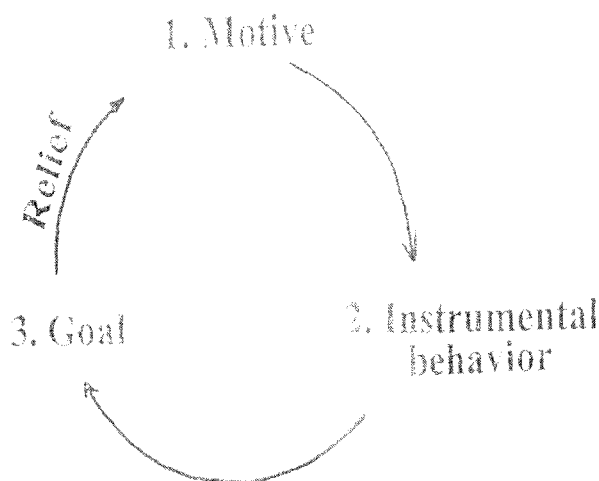 1. Motive
Relief
3. Goal
2. Instrumental
behavior